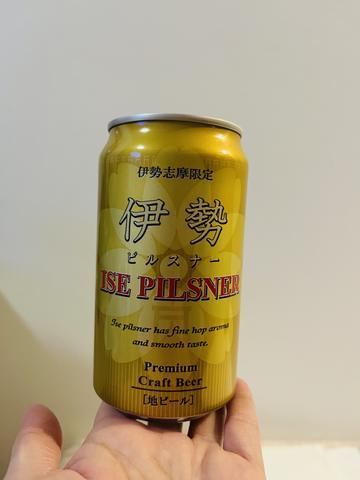 伊勢志摩限定
伊勢
ピルスナー
ISE PILSNER
Ise pilsner has fine hop aroma
and smooth taste.
Premium
Craft Beer
[地ビール]